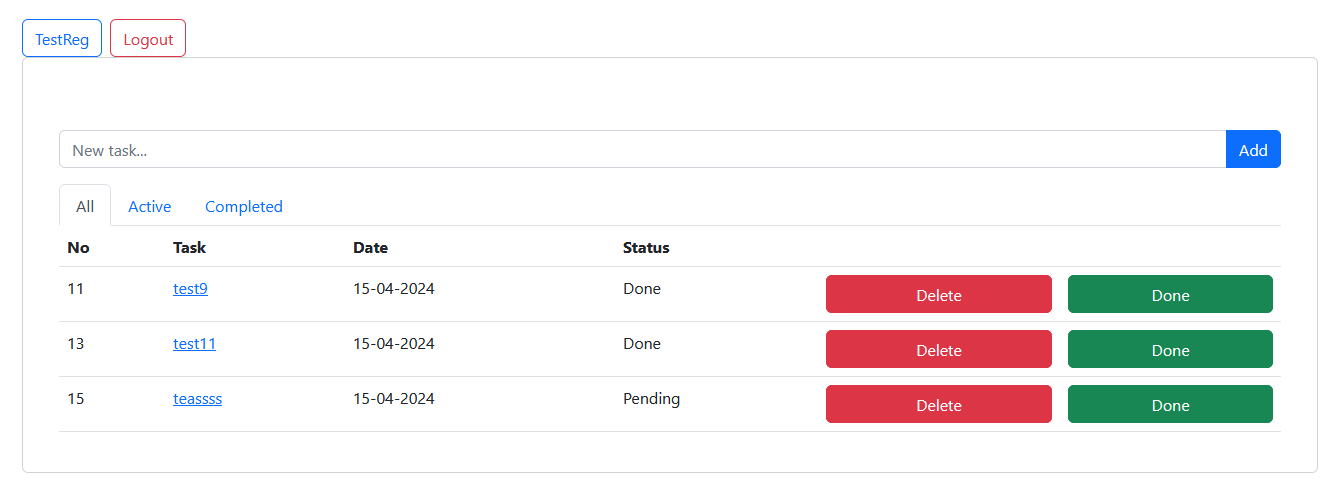 TestReg Logout
New task... Add
All Active Completed
No Task Date Status
11 test9 15-04-2024 Done Delete Done
13 test11 15-04-2024 Done Delete Done
15 teassss 15-04-2024 Pending Delete Done